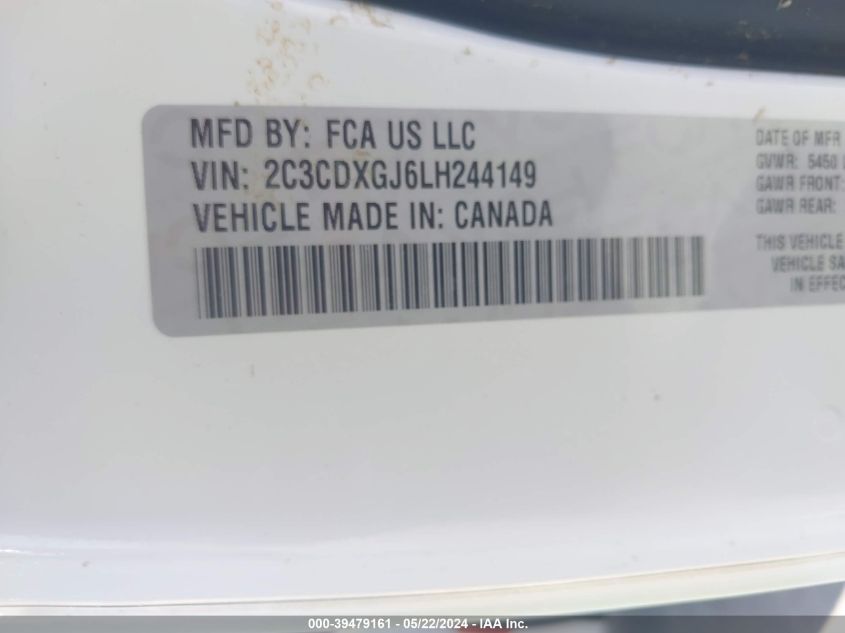 MFD BY: FCA US LLC
VIN: 2C3CDXGJ6LH244149
VEHICLE MADE IN: CANADA
DATE OF MFR
GVWR: 5450
GAWR FRONT:
GAWR REAR:
THIS VEHICLE
VEHICLE SA
IN EFFEC
000-39479161 - 05/22/2024 - IAA Inc.